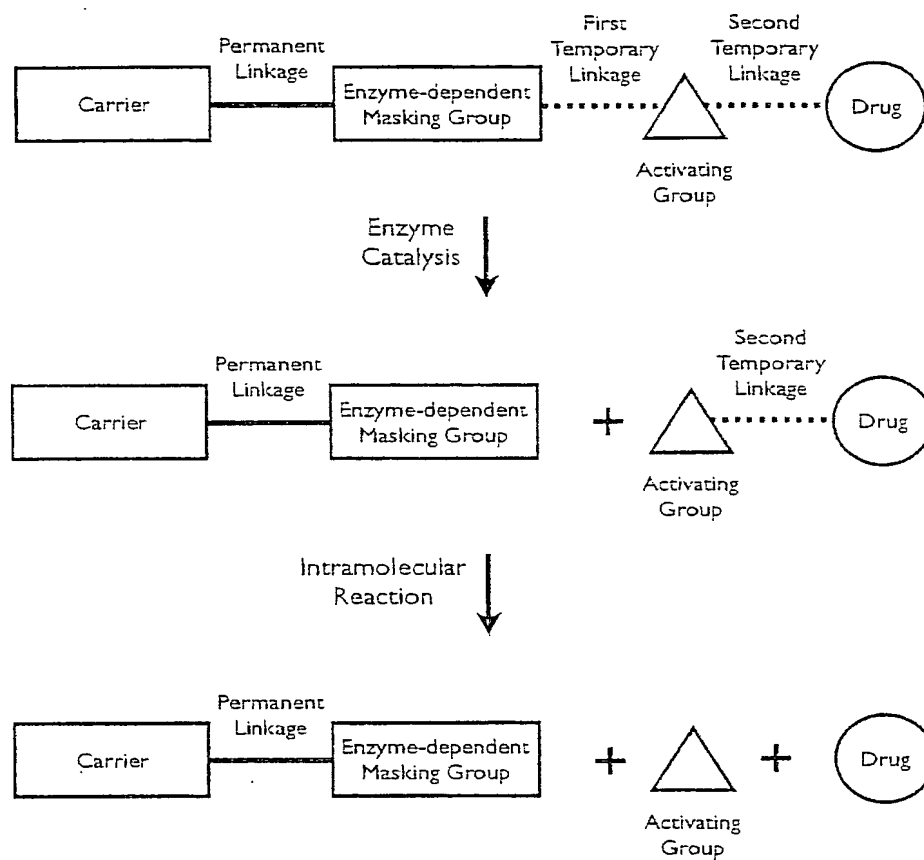 Permanent
Linkage
First
Temporary
Linkage
Second
Temporary
Linkage
Carrier
Enzyme-dependent
Masking Group
Drug
Activating
Group
Enzyme
Catalysis
Permanent
Linkage
Second
Temporary
Linkage
Carrier
Enzyme-dependent
Masking Group
+
Drug
Activating
Group
Intramolecular
Reaction
Permanent
Linkage
Carrier
Enzyme-dependent
Masking Group
+
+
Drug
Activating
Group